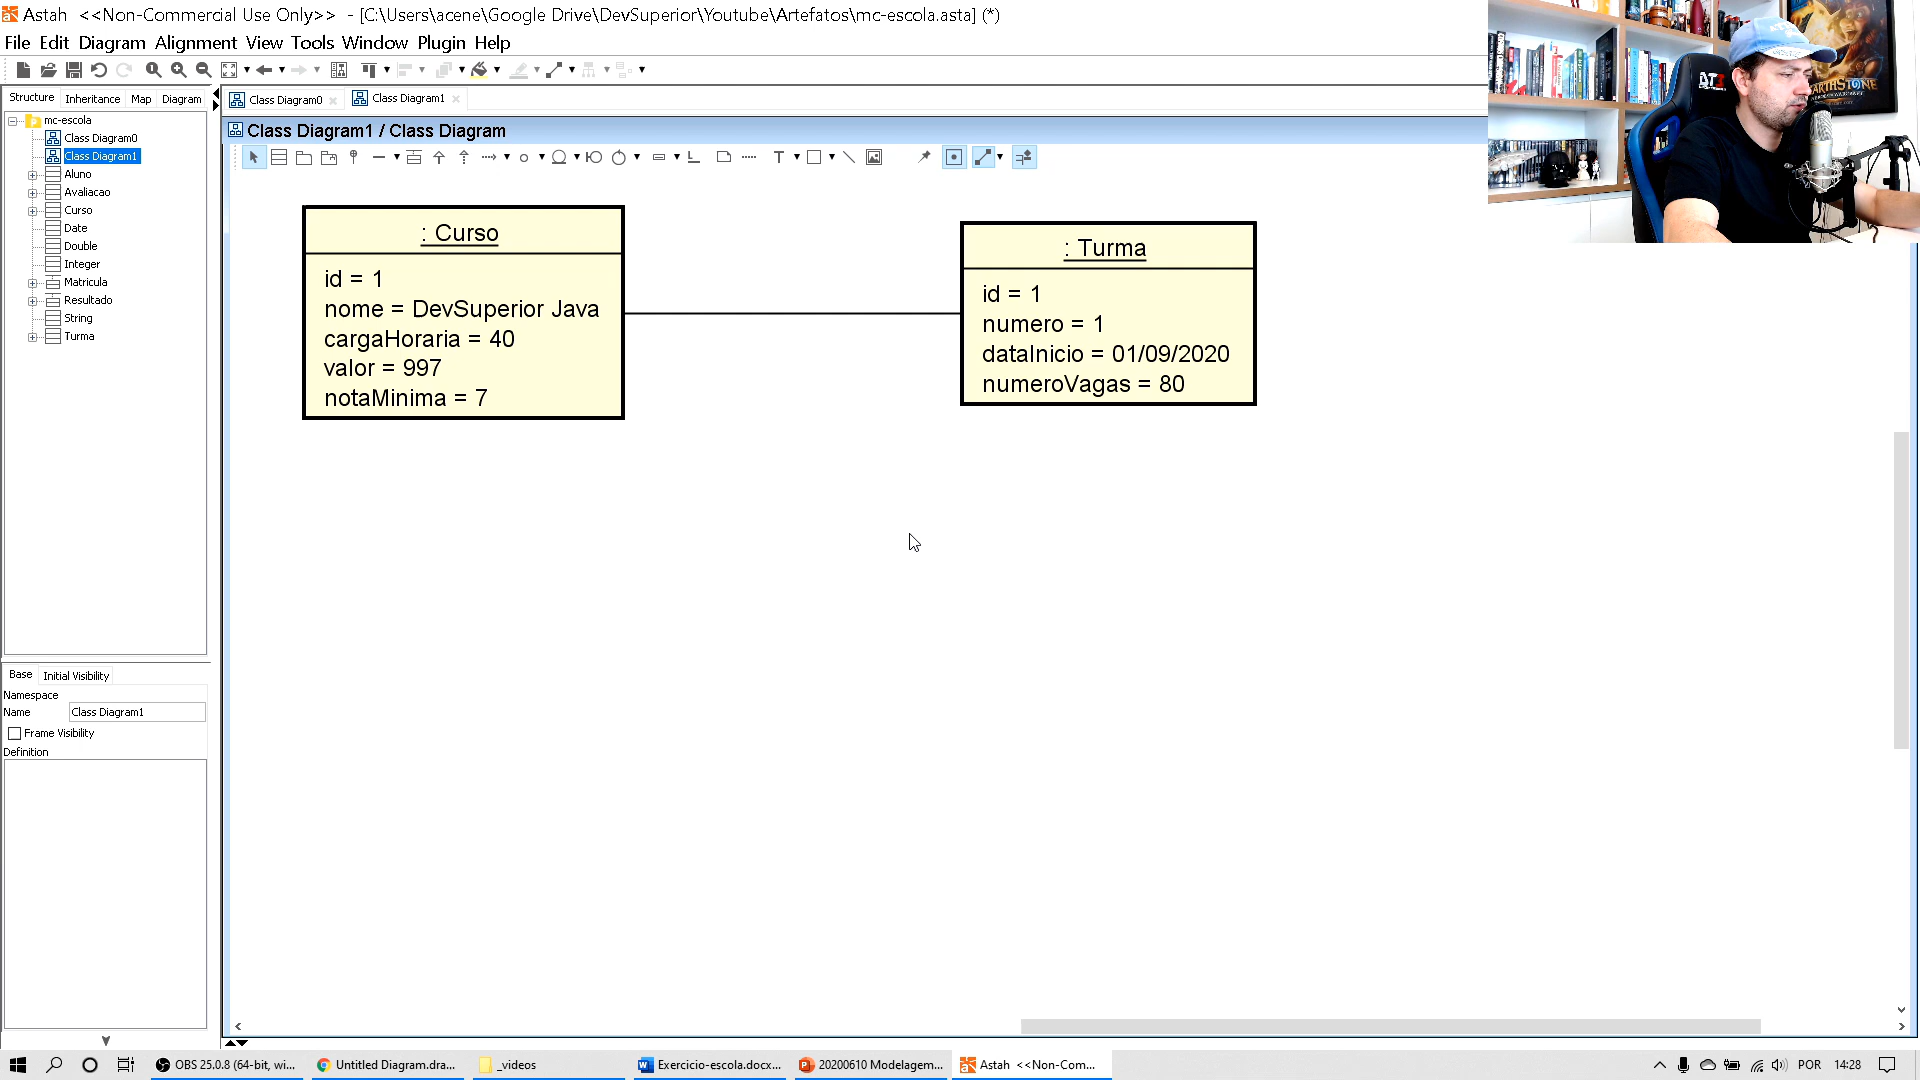 Astah <<Non-Commercial Use Only>> - [C:\Users\acene\Google Drive\DevSuperior\Youtube\Artefatos\mc-escola.asta] (*)
File Edit Diagram Alignment View Tools Window Plugin Help
Structure Inheritance Map Diagram
Class Diagram0
Class Diagram1
mc-escola
Class Diagram0
Class Diagram1
Aluno
Avaliacao
Curso
Date
Double
Integer
Matricula
Resultado
String
Turma
Class Diagram1 / Class Diagram
: Curso
id = 1
nome = DevSuperior Java
cargaHoraria = 40
valor = 997
notaMinima = 7
: Turma
id = 1
numero = 1
dataInicio = 01/09/2020
numeroVagas = 80
Base Initial Visibility
Namespace
Name Class Diagram1
Frame Visibility
Definition
HEARTHSTONE
OBS 25.0.8 (64-bit, wi...
Untitled Diagram.dra...
_videos
Exercicio-escola.docx...
20200610 Modelagem...
Astah <<Non-Com...
POR
14:28